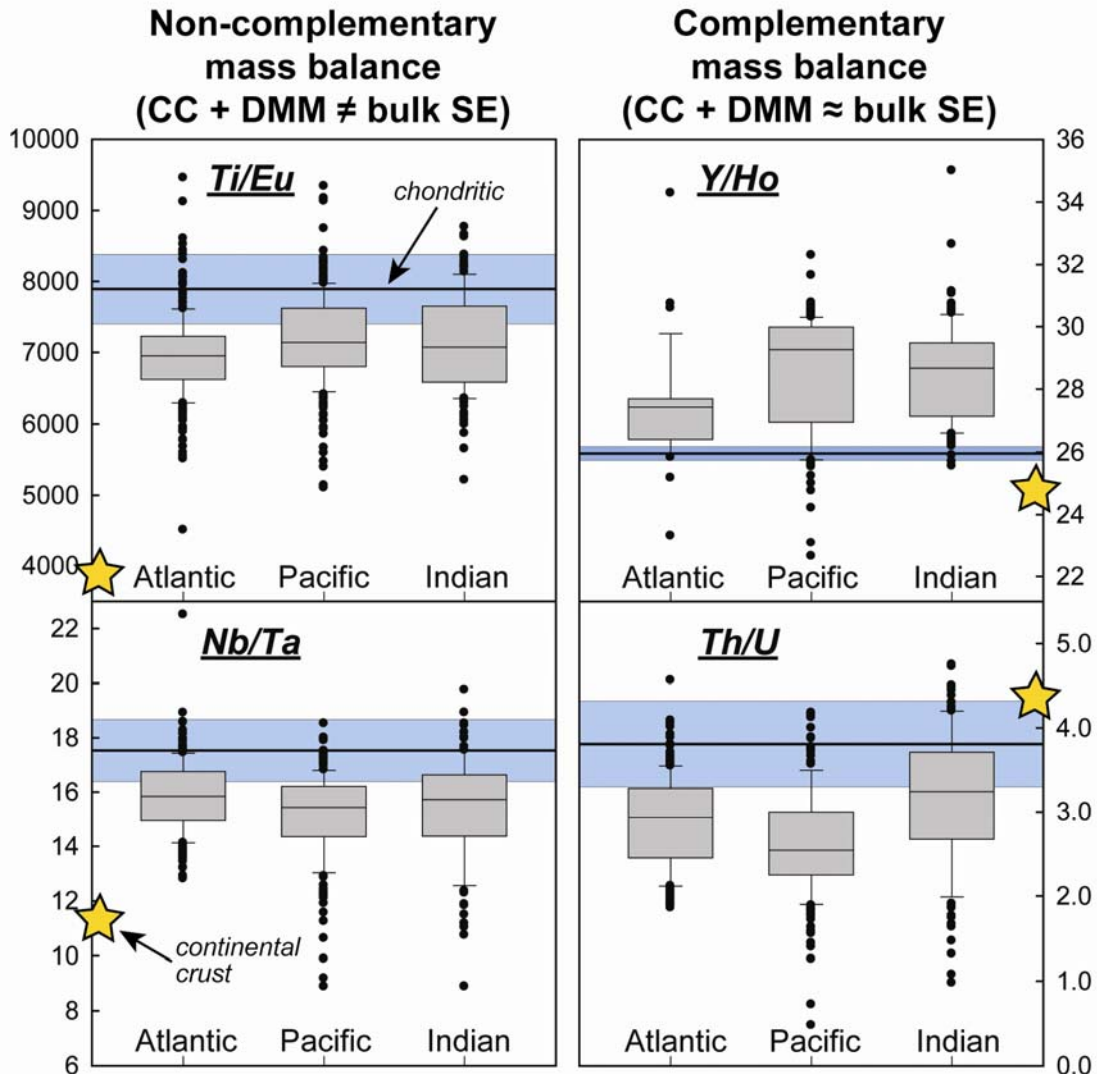 Non-complementary
mass balance
(CC + DMM ≠ bulk SE)
Complementary
mass balance
(CC + DMM ≈ bulk SE)
10000
9000
8000
7000
6000
5000
4000
Ti/Eu
chondritic
Atlantic Pacific Indian
Y/Ho
36
34
32
30
28
26
24
22
Atlantic Pacific Indian
22
20
18
16
14
12
10
8
6
Nb/Ta
continental
crust
Atlantic Pacific Indian
Th/U
5.0
4.0
3.0
2.0
1.0
0.0
Atlantic Pacific Indian